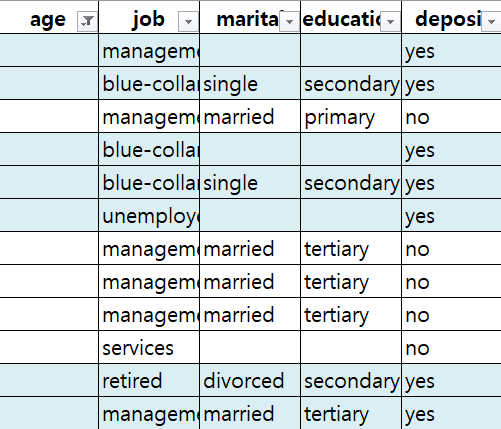 age job marita educatio deposi
manageme yes
blue-colla single secondary yes
manageme married primary no
blue-colla yes
blue-colla single secondary yes
unemploye yes
manageme married tertiary no
manageme married tertiary no
manageme married tertiary no
services no
retired divorced secondary yes
manageme married tertiary yes